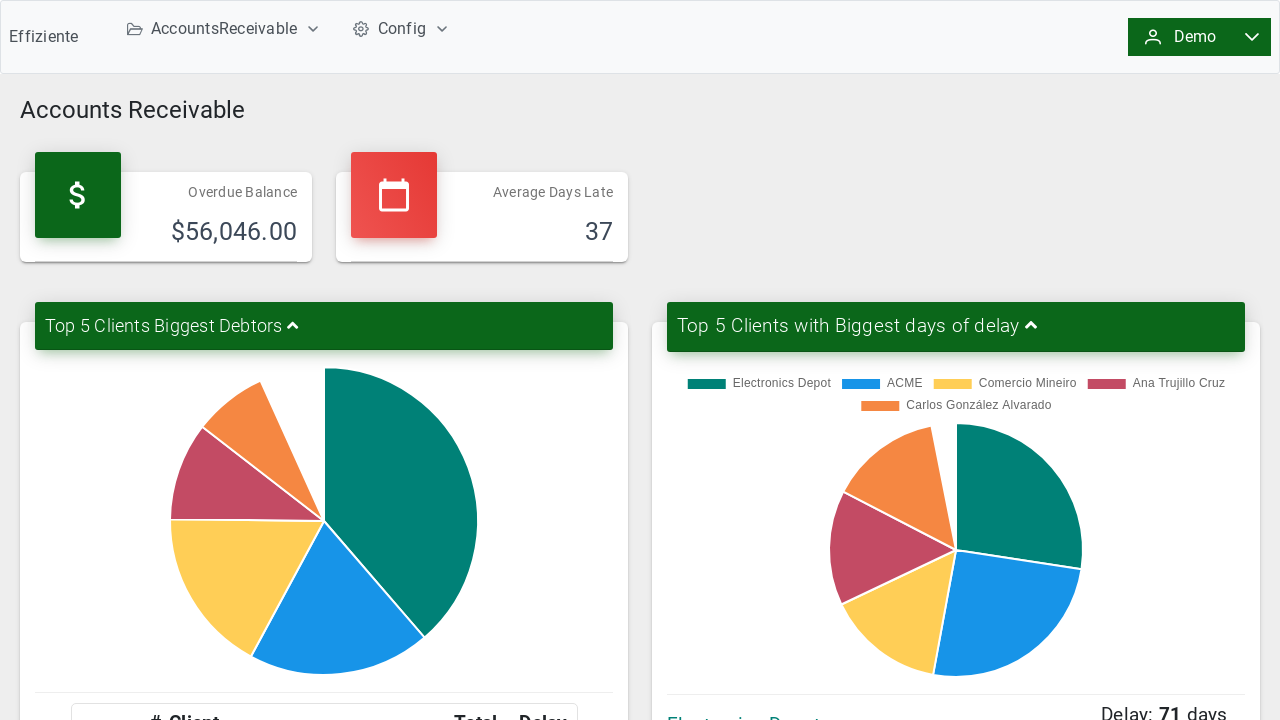 Effiziente
AccountsReceivable
Config
Demo
Accounts Receivable
Overdue Balance
$56,046.00
Average Days Late
37
Top 5 Clients Biggest Debtors
Top 5 Clients with Biggest days of delay
Electronics Depot
ACME
Comercio Mineiro
Ana Trujillo Cruz
Carlos González Alvarado
# Client Total Delay
Electronics Depot
Delay: 71 days